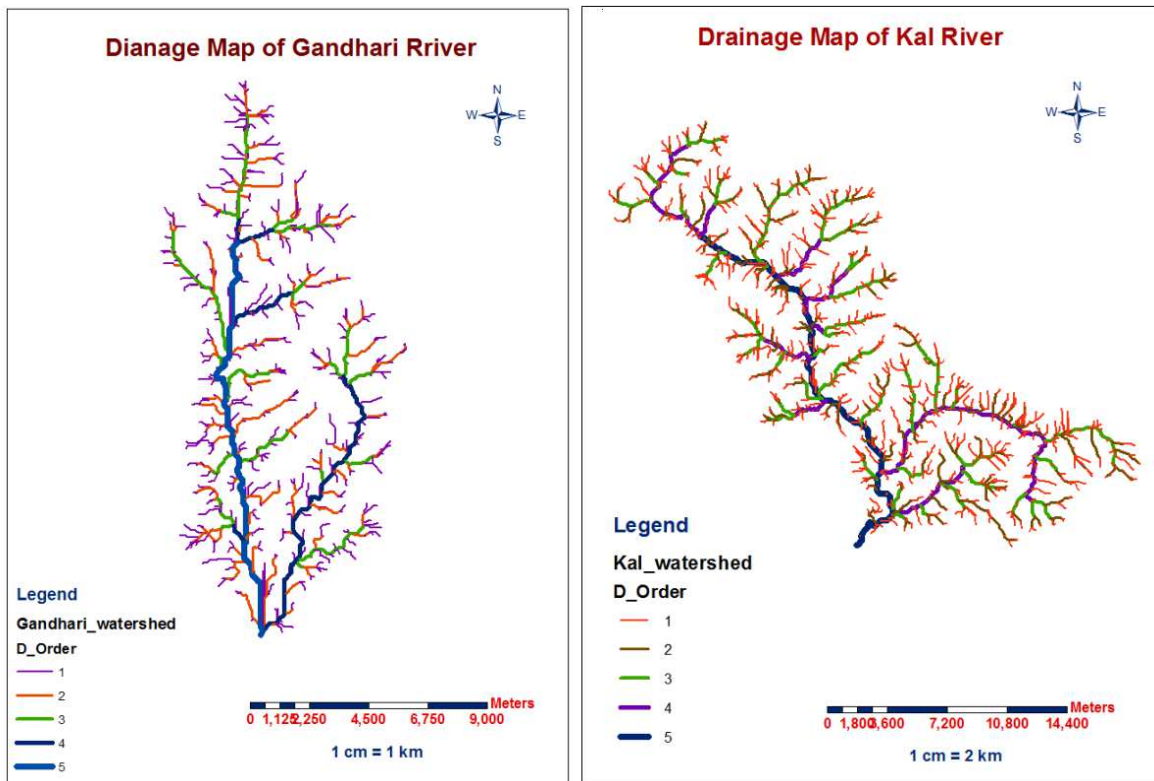 Dianage Map of Gandhari Rriver
N
W E
S
Legend
Gandhari_watershed
D_Order
1
2
3
4
5
Meters
0 1,125 2,250 4,500 6,750 9,000
1 cm = 1 km
Drainage Map of Kal River
N
W E
S
Legend
Kal_watershed
D_Order
1
2
3
4
5
Meters
0 1,800 3,600 7,200 10,800 14,400
1 cm = 2 km